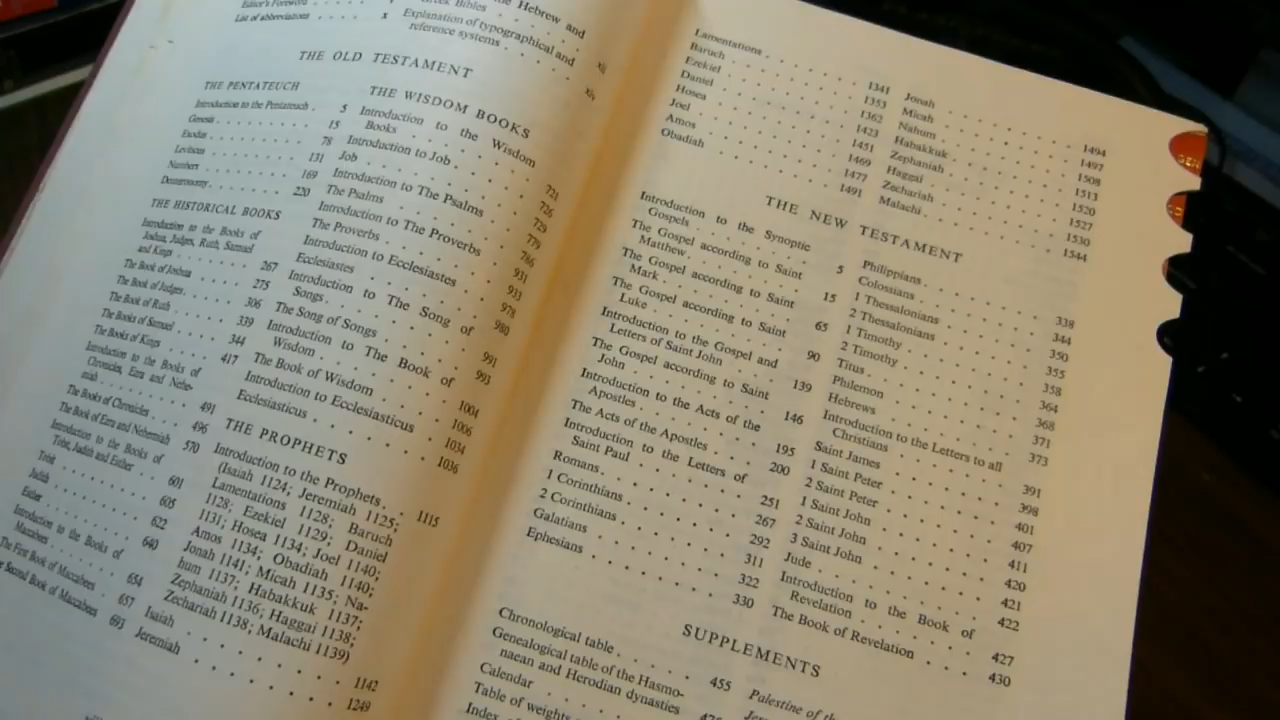 Editor's Foreword
List of abbreviations . . . . x
the Hebrew and
Greek Bibles . . . . xii
Explanation of typographical and
reference systems . . . . xiv
THE OLD TESTAMENT
THE PENTATEUCH
Introduction to the Pentateuch . 5
Genesis . . . . 15
Exodus . . . . 78
Leviticus . . . . 131
Numbers . . . . 169
Deuteronomy . . . . 220
THE HISTORICAL BOOKS
Introduction to the Books of
Joshua, Judges, Ruth, Samuel
and Kings . . . . 267
The Book of Joshua . . . . 275
The Book of Judges . . . . 306
The Book of Ruth . . . . 339
The Books of Samuel . . . . 344
The Books of Kings . . . . 417
Introduction to the Books of
Chronicles, Ezra and Nehe-
miah . . . . 491
The Books of Chronicles . . . . 496
The Book of Ezra and Nehemiah 570
Introduction to the Books of
Tobit, Judith and Esther . . 601
Tobit . . . . 605
Judith . . . . 622
Esther . . . . 640
Introduction to the Books of
Maccabees . . . . 654
The First Book of Maccabees . 657
Second Book of Maccabees 693
THE WISDOM BOOKS
Introduction to the Wisdom
Books . . . . 721
Introduction to Job . . . . 726
Job . . . . 729
Introduction to The Psalms . . 779
The Psalms . . . . 786
Introduction to The Proverbs . 931
The Proverbs . . . . 933
Introduction to Ecclesiastes . . 978
Ecclesiastes . . . . 980
Introduction to The Song of
Songs . . . . 991
The Song of Songs . . . . 993
Introduction to The Book of
Wisdom . . . . 1004
The Book of Wisdom . . . . 1006
Introduction to Ecclesiasticus . 1034
Ecclesiasticus . . . . 1036
THE PROPHETS
Introduction to the Prophets . . 1115
(Isaiah 1124; Jeremiah 1125;
Lamentations 1128; Baruch
1128; Ezekiel 1129; Daniel
1131; Hosea 1134; Joel 1140;
Amos 1134; Obadiah 1140;
Jonah 1141; Micah 1135; Na-
hum 1137; Habakkuk 1137;
Zephaniah 1136; Haggai 1138;
Zechariah 1138; Malachi 1139)
Isaiah . . . . 1142
Jeremiah . . . . 1249
Lamentations . . . . 1341
Baruch . . . . 1353
Ezekiel . . . . 1362
Daniel . . . . 1423
Hosea . . . . 1451
Joel . . . . 1469
Amos . . . . 1477
Obadiah . . . . 1491
Jonah . . . . 1494
Micah . . . . 1497
Nahum . . . . 1508
Habakkuk . . . . 1513
Zephaniah . . . . 1520
Haggai . . . . 1527
Zechariah . . . . 1530
Malachi . . . . 1544
THE NEW TESTAMENT
Introduction to the Synoptic
Gospels . . . . 5
The Gospel according to Saint
Matthew . . . . 15
The Gospel according to Saint
Mark . . . . 65
The Gospel according to Saint
Luke . . . . 90
Introduction to the Gospel and
Letters of Saint John . . 139
The Gospel according to Saint
John . . . . 146
Introduction to the Acts of the
Apostles . . . . 195
The Acts of the Apostles . . 200
Introduction to the Letters of
Saint Paul . . . . 251
Romans . . . . 267
1 Corinthians . . . . 292
2 Corinthians . . . . 311
Galatians . . . . 322
Ephesians . . . . 330
Philippians . . . . 338
Colossians . . . . 344
1 Thessalonians . . . . 350
2 Thessalonians . . . . 355
1 Timothy . . . . 358
2 Timothy . . . . 364
Titus . . . . 368
Philemon . . . . 371
Hebrews . . . . 373
Introduction to the Letters to all
Christians . . . . 391
Saint James . . . . 398
1 Saint Peter . . . . 401
2 Saint Peter . . . . 407
1 Saint John . . . . 411
2 Saint John . . . . 420
3 Saint John . . . . 421
Jude . . . . 422
Introduction to the Book of
Revelation . . . . 427
The Book of Revelation . . . 430
SUPPLEMENTS
Chronological table . . . . 455
Genealogical table of the Hasmo-
naean and Herodian dynasties
Calendar . . . .
Table of weights
Index
Palestine of
GEN